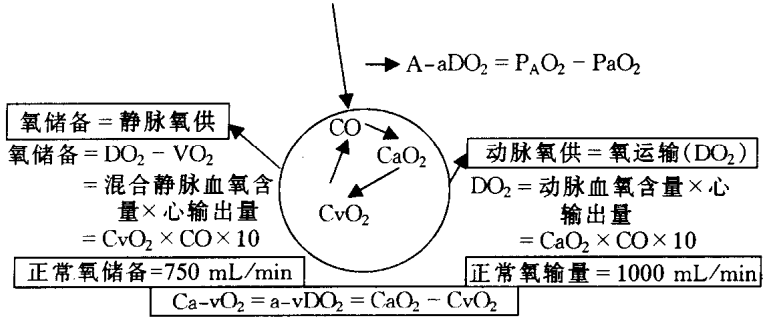 A-aDO₂ = PAO₂ - PaO₂
氧储备 = 静脉氧供
氧储备 = DO₂ - VO₂
= 混合静脉血氧含
量 × 心输出量
= CvO₂ × CO × 10
正常氧储备=750 mL/min
CO
CaO₂
CvO₂
动脉氧供 = 氧运输(DO₂)
DO₂ = 动脉血氧含量 × 心
输出量
= CaO₂ × CO × 10
正常氧输量 = 1000 mL/min
Ca-vO₂ = a-vDO₂ = CaO₂ - CvO₂